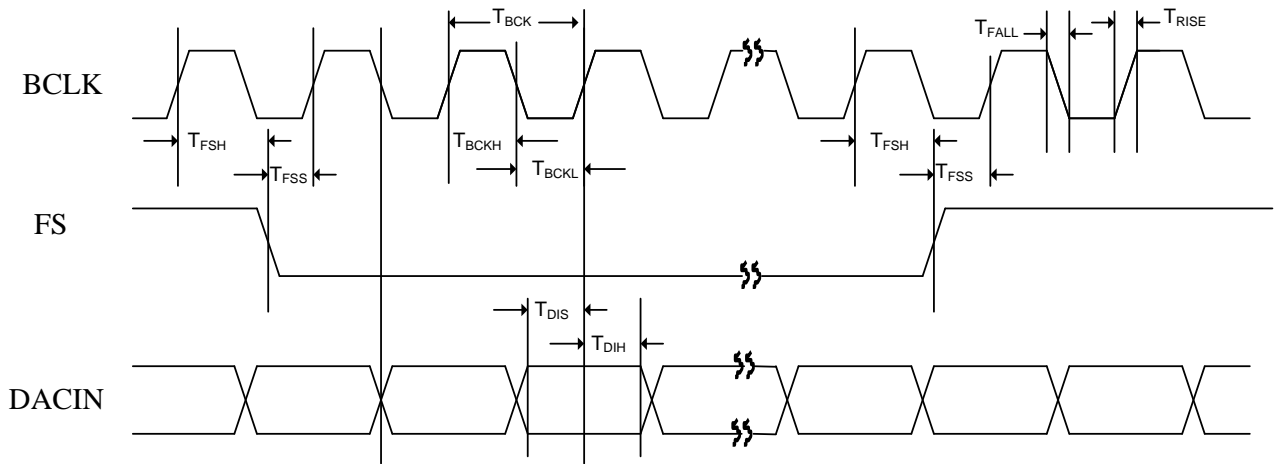 T_BCK
T_FALL
T_RISE
BCLK
T_FSH
T_BCKH
T_FSH
T_FSS
T_BCKL
T_FSS
FS
T_DIS
T_DIH
DACIN